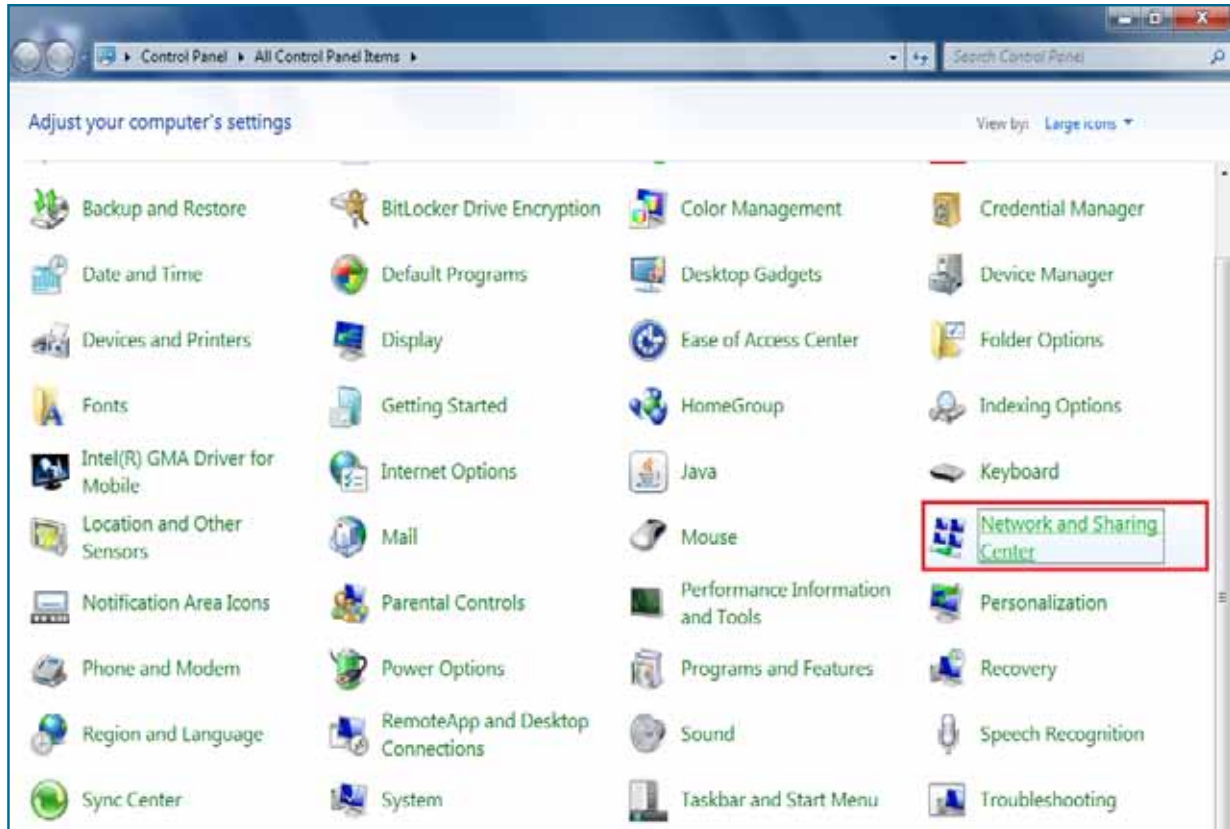 Control Panel ▸ All Control Panel Items ▸
Search Control Panel
Adjust your computer's settings
View by: Large icons
Backup and Restore
BitLocker Drive Encryption
Color Management
Credential Manager
Date and Time
Default Programs
Desktop Gadgets
Device Manager
Devices and Printers
Display
Ease of Access Center
Folder Options
Fonts
Getting Started
HomeGroup
Indexing Options
Intel(R) GMA Driver for
Mobile
Internet Options
Java
Keyboard
Location and Other
Sensors
Mail
Mouse
Network and Sharing
Center
Notification Area Icons
Parental Controls
Performance Information
and Tools
Personalization
Phone and Modem
Power Options
Programs and Features
Recovery
Region and Language
RemoteApp and Desktop
Connections
Sound
Speech Recognition
Sync Center
System
Taskbar and Start Menu
Troubleshooting